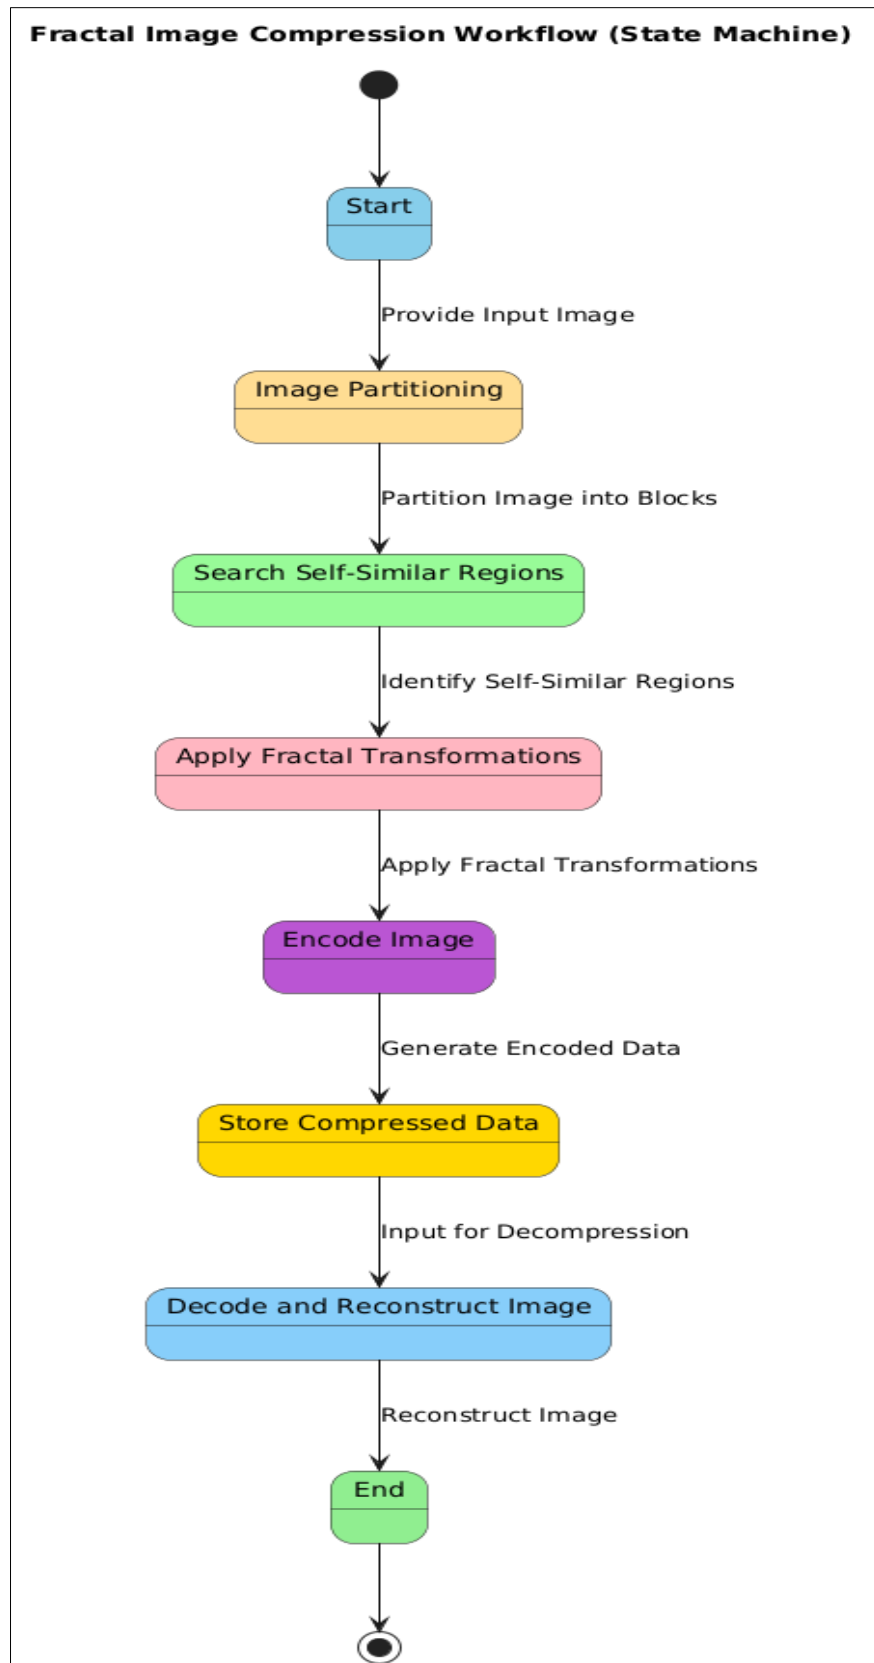 Fractal Image Compression Workflow (State Machine)
Start
Provide Input Image
Image Partitioning
Partition Image into Blocks
Search Self-Similar Regions
Identify Self-Similar Regions
Apply Fractal Transformations
Apply Fractal Transformations
Encode Image
Generate Encoded Data
Store Compressed Data
Input for Decompression
Decode and Reconstruct Image
Reconstruct Image
End